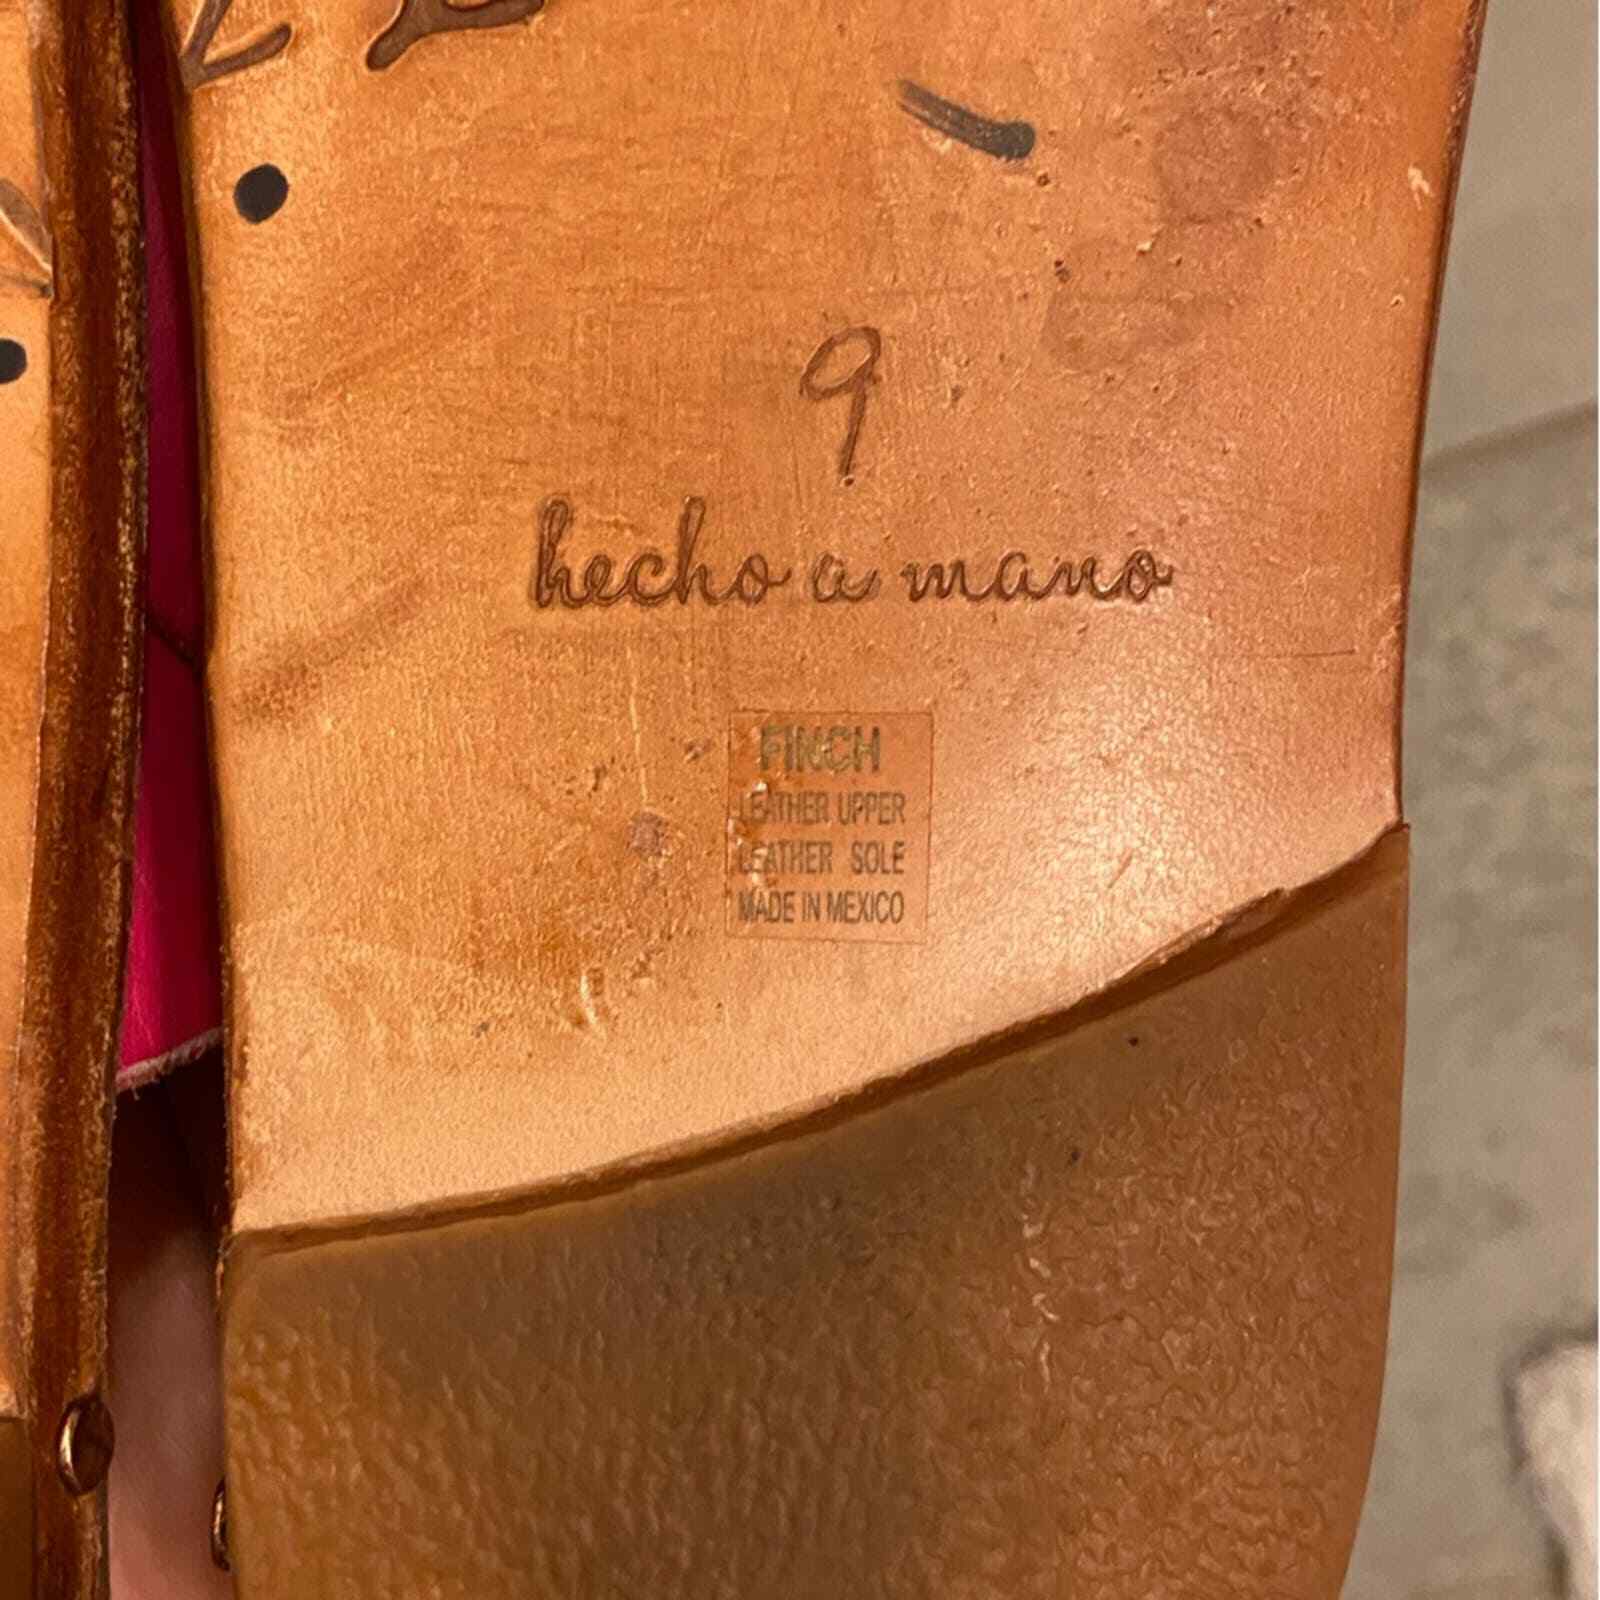 9
hecho a mano
FINCH
LEATHER UPPER
LEATHER SOLE
MADE IN MEXICO